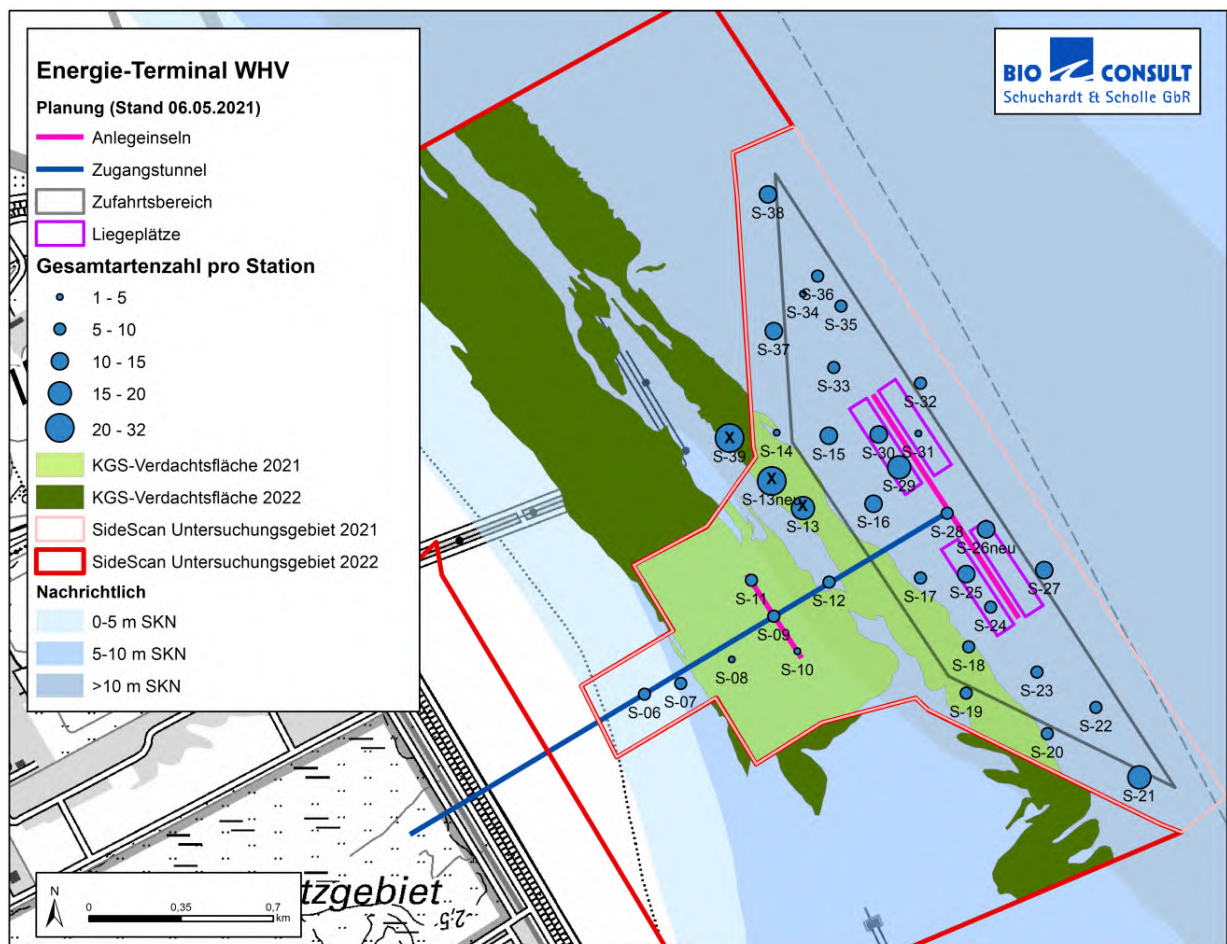 Energie-Terminal WHV
Planung (Stand 06.05.2021)
Anlegeinseln
Zugangstunnel
Zufahrtsbereich
Liegeplätze
Gesamtartenzahl pro Station
1 - 5
5 - 10
10 - 15
15 - 20
20 - 32
KGS-Verdachtsfläche 2021
KGS-Verdachtsfläche 2022
SideScan Untersuchungsgebiet 2021
SideScan Untersuchungsgebiet 2022
Nachrichtlich
0-5 m SKN
5-10 m SKN
>10 m SKN
BIO CONSULT
Schuchardt & Scholle GbR
S-38
S-36
S-34
S-35
S-37
S-33
S-32
X
S-39
S-14
S-15
S-30
S-31
S-29
X
S-13neu
X
S-13
S-16
S-28
S-26neu
S-11
S-12
S-17
S-25
S-27
S-24
S-09
S-10
S-18
S-08
S-07
S-06
S-23
S-19
S-22
S-20
S-21
tzgebiet
-2,5
N
0 0,35 0,7
km